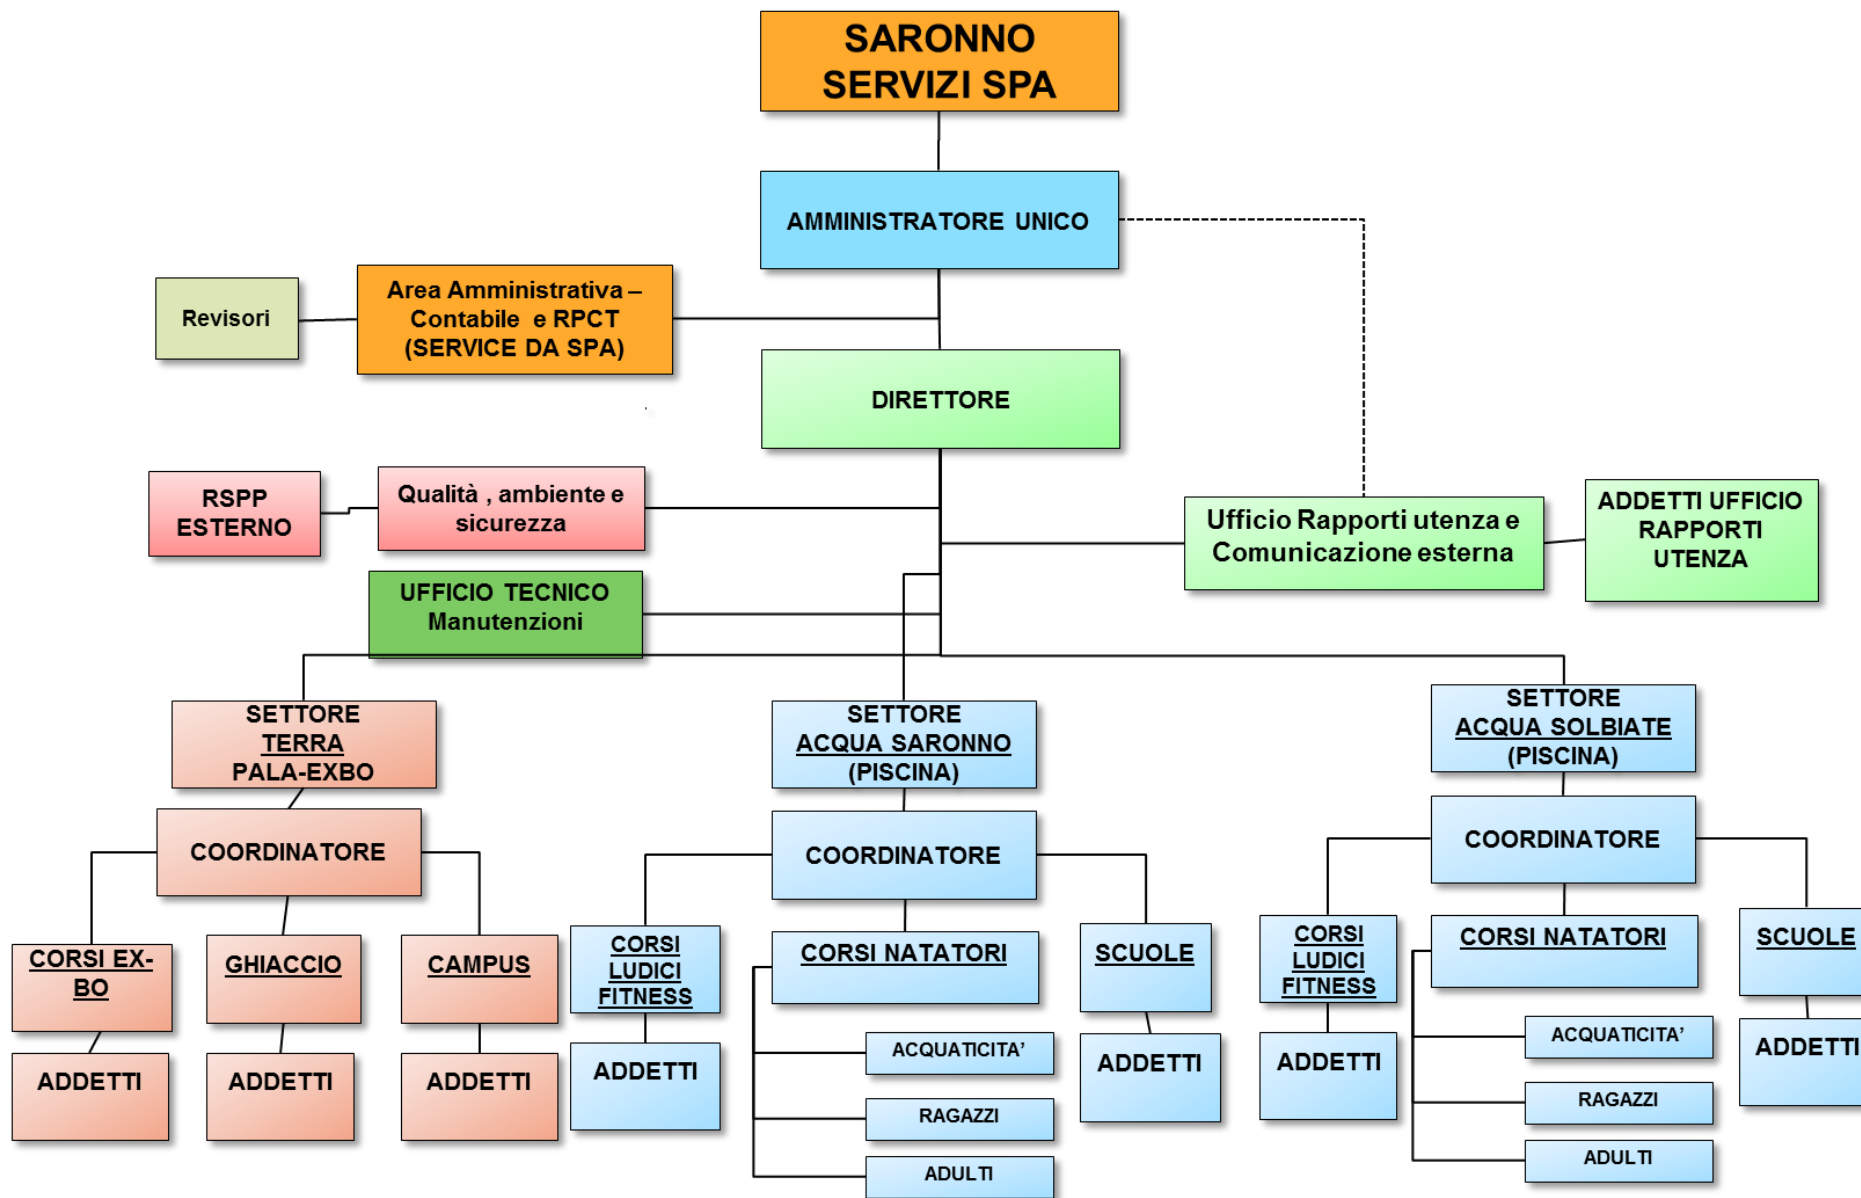 SARONNO
SERVIZI SPA
AMMINISTRATORE UNICO
Revisori
Area Amministrativa –
Contabile e RPCT
(SERVICE DA SPA)
DIRETTORE
RSPP
ESTERNO
Qualità , ambiente e
sicurezza
Ufficio Rapporti utenza e
Comunicazione esterna
ADDETTI UFFICIO
RAPPORTI
UTENZA
UFFICIO TECNICO
Manutenzioni
SETTORE
TERRA
PALA-EXBO
SETTORE
ACQUA SARONNO
(PISCINA)
SETTORE
ACQUA SOLBIATE
(PISCINA)
COORDINATORE
COORDINATORE
COORDINATORE
CORSI EX-
BO
GHIACCIO
CAMPUS
CORSI
LUDICI
FITNESS
CORSI NATATORI
SCUOLE
CORSI
LUDICI
FITNESS
CORSI NATATORI
SCUOLE
ADDETTI
ADDETTI
ADDETTI
ADDETTI
ACQUATICITA’
RAGAZZI
ADULTI
ADDETTI
ADDETTI
ACQUATICITA’
RAGAZZI
ADULTI
ADDETTI